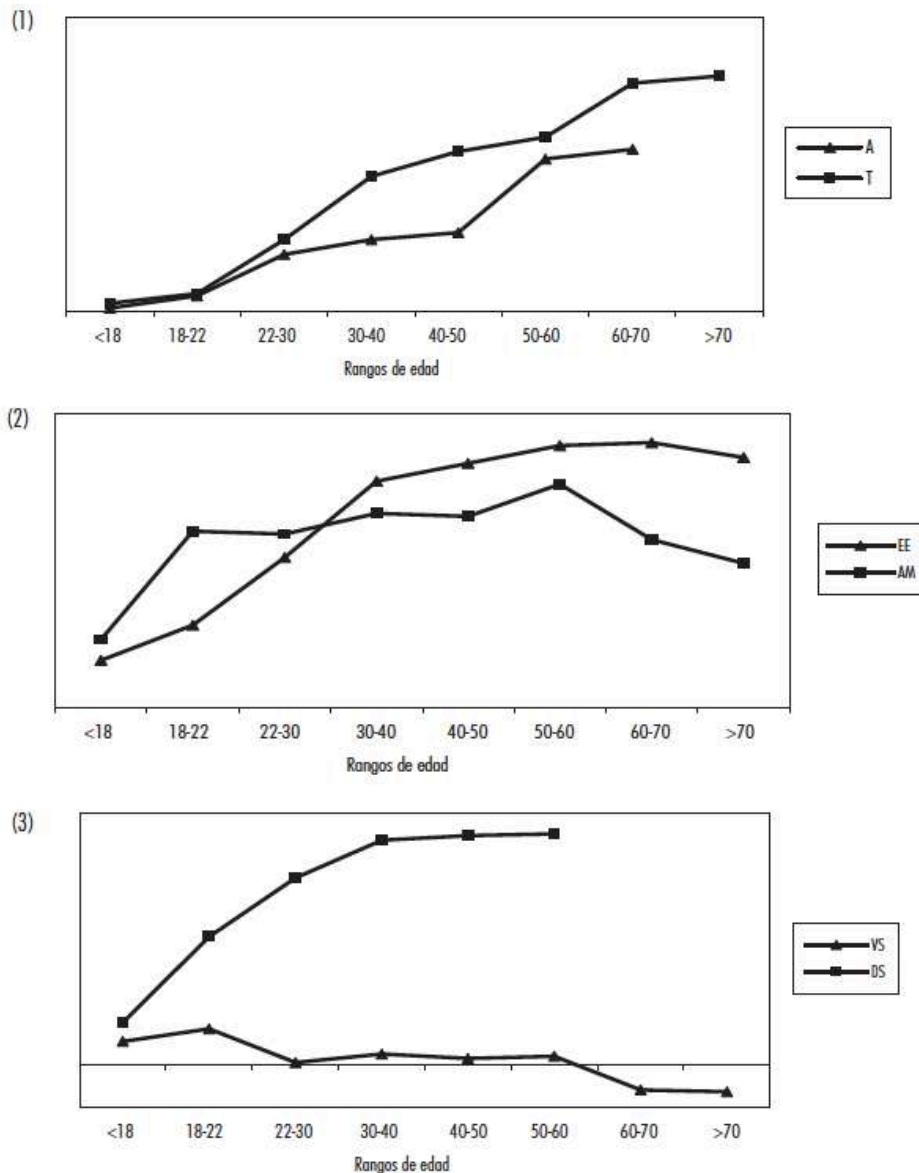 (1)
A
T
<18 18-22 22-30 30-40 40-50 50-60 60-70 >70
Rangos de edad
(2)
EE
AM
<18 18-22 22-30 30-40 40-50 50-60 60-70 >70
Rangos de edad
(3)
VS
DS
<18 18-22 22-30 30-40 40-50 50-60 60-70 >70
Rangos de edad